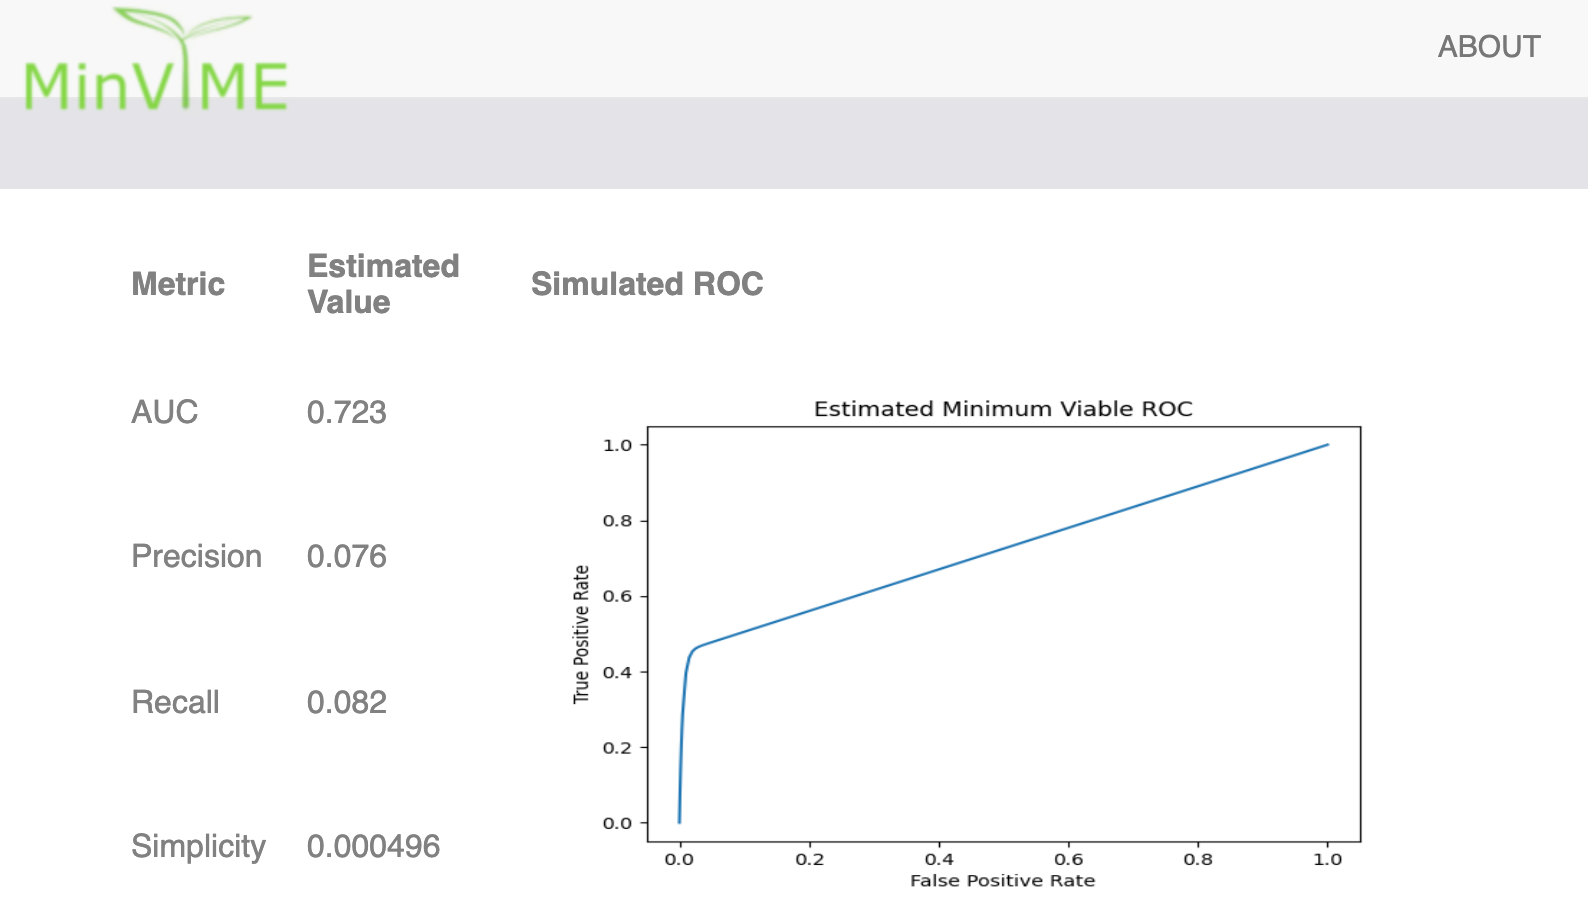 MinViME
ABOUT
Metric
Estimated
Value
Simulated ROC
AUC
0.723
Precision
0.076
Recall
0.082
Simplicity
0.000496
Estimated Minimum Viable ROC
1.0
0.8
0.6
0.4
0.2
0.0
True Positive Rate
0.0 0.2 0.4 0.6 0.8 1.0
False Positive Rate